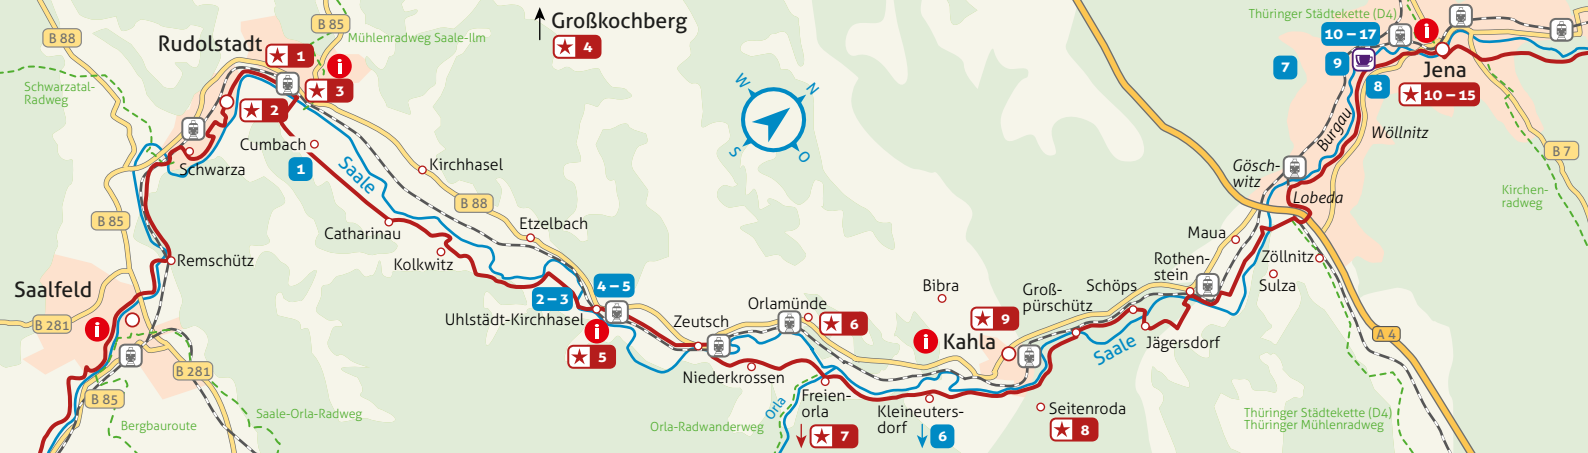 B 88
B 85
Mühlenradweg Saale-Ilm
Rudolstadt
1
3
2
Schwarzatal-
Radweg
Cumbach
1
Schwarza
Saale
Kirchhasel
B 88
Großkochberg
4
W
N
S
O
Catharinau
Kolkwitz
Etzelbach
B 85
Remschütz
Saalfeld
B 281
B 281
B 85
Bergbauroute
Saale-Orla-Radweg
4 – 5
2 – 3
Uhlstädt-Kirchhasel
5
Zeutsch
Niederkrossen
Orlamünde
6
Orla
Orla-Radwanderweg
Freien-
orla
7
Kleineuters-
dorf
6
Bibra
9
Kahla
Groß-
pürschütz
Schöps
Saale
Jägersdorf
Seitenroda
8
Rothen-
stein
Maua
Zöllnitz
Sulza
Gösch-
witz
Lobeda
Burgau
Wöllnitz
Thüringer Städtekette (D4)
10 – 17
7
9
8
Jena
10 – 15
B 7
Kirchen-
radweg
A 4
Thüringer Städtekette (D4)
Thüringer Mühlenradweg